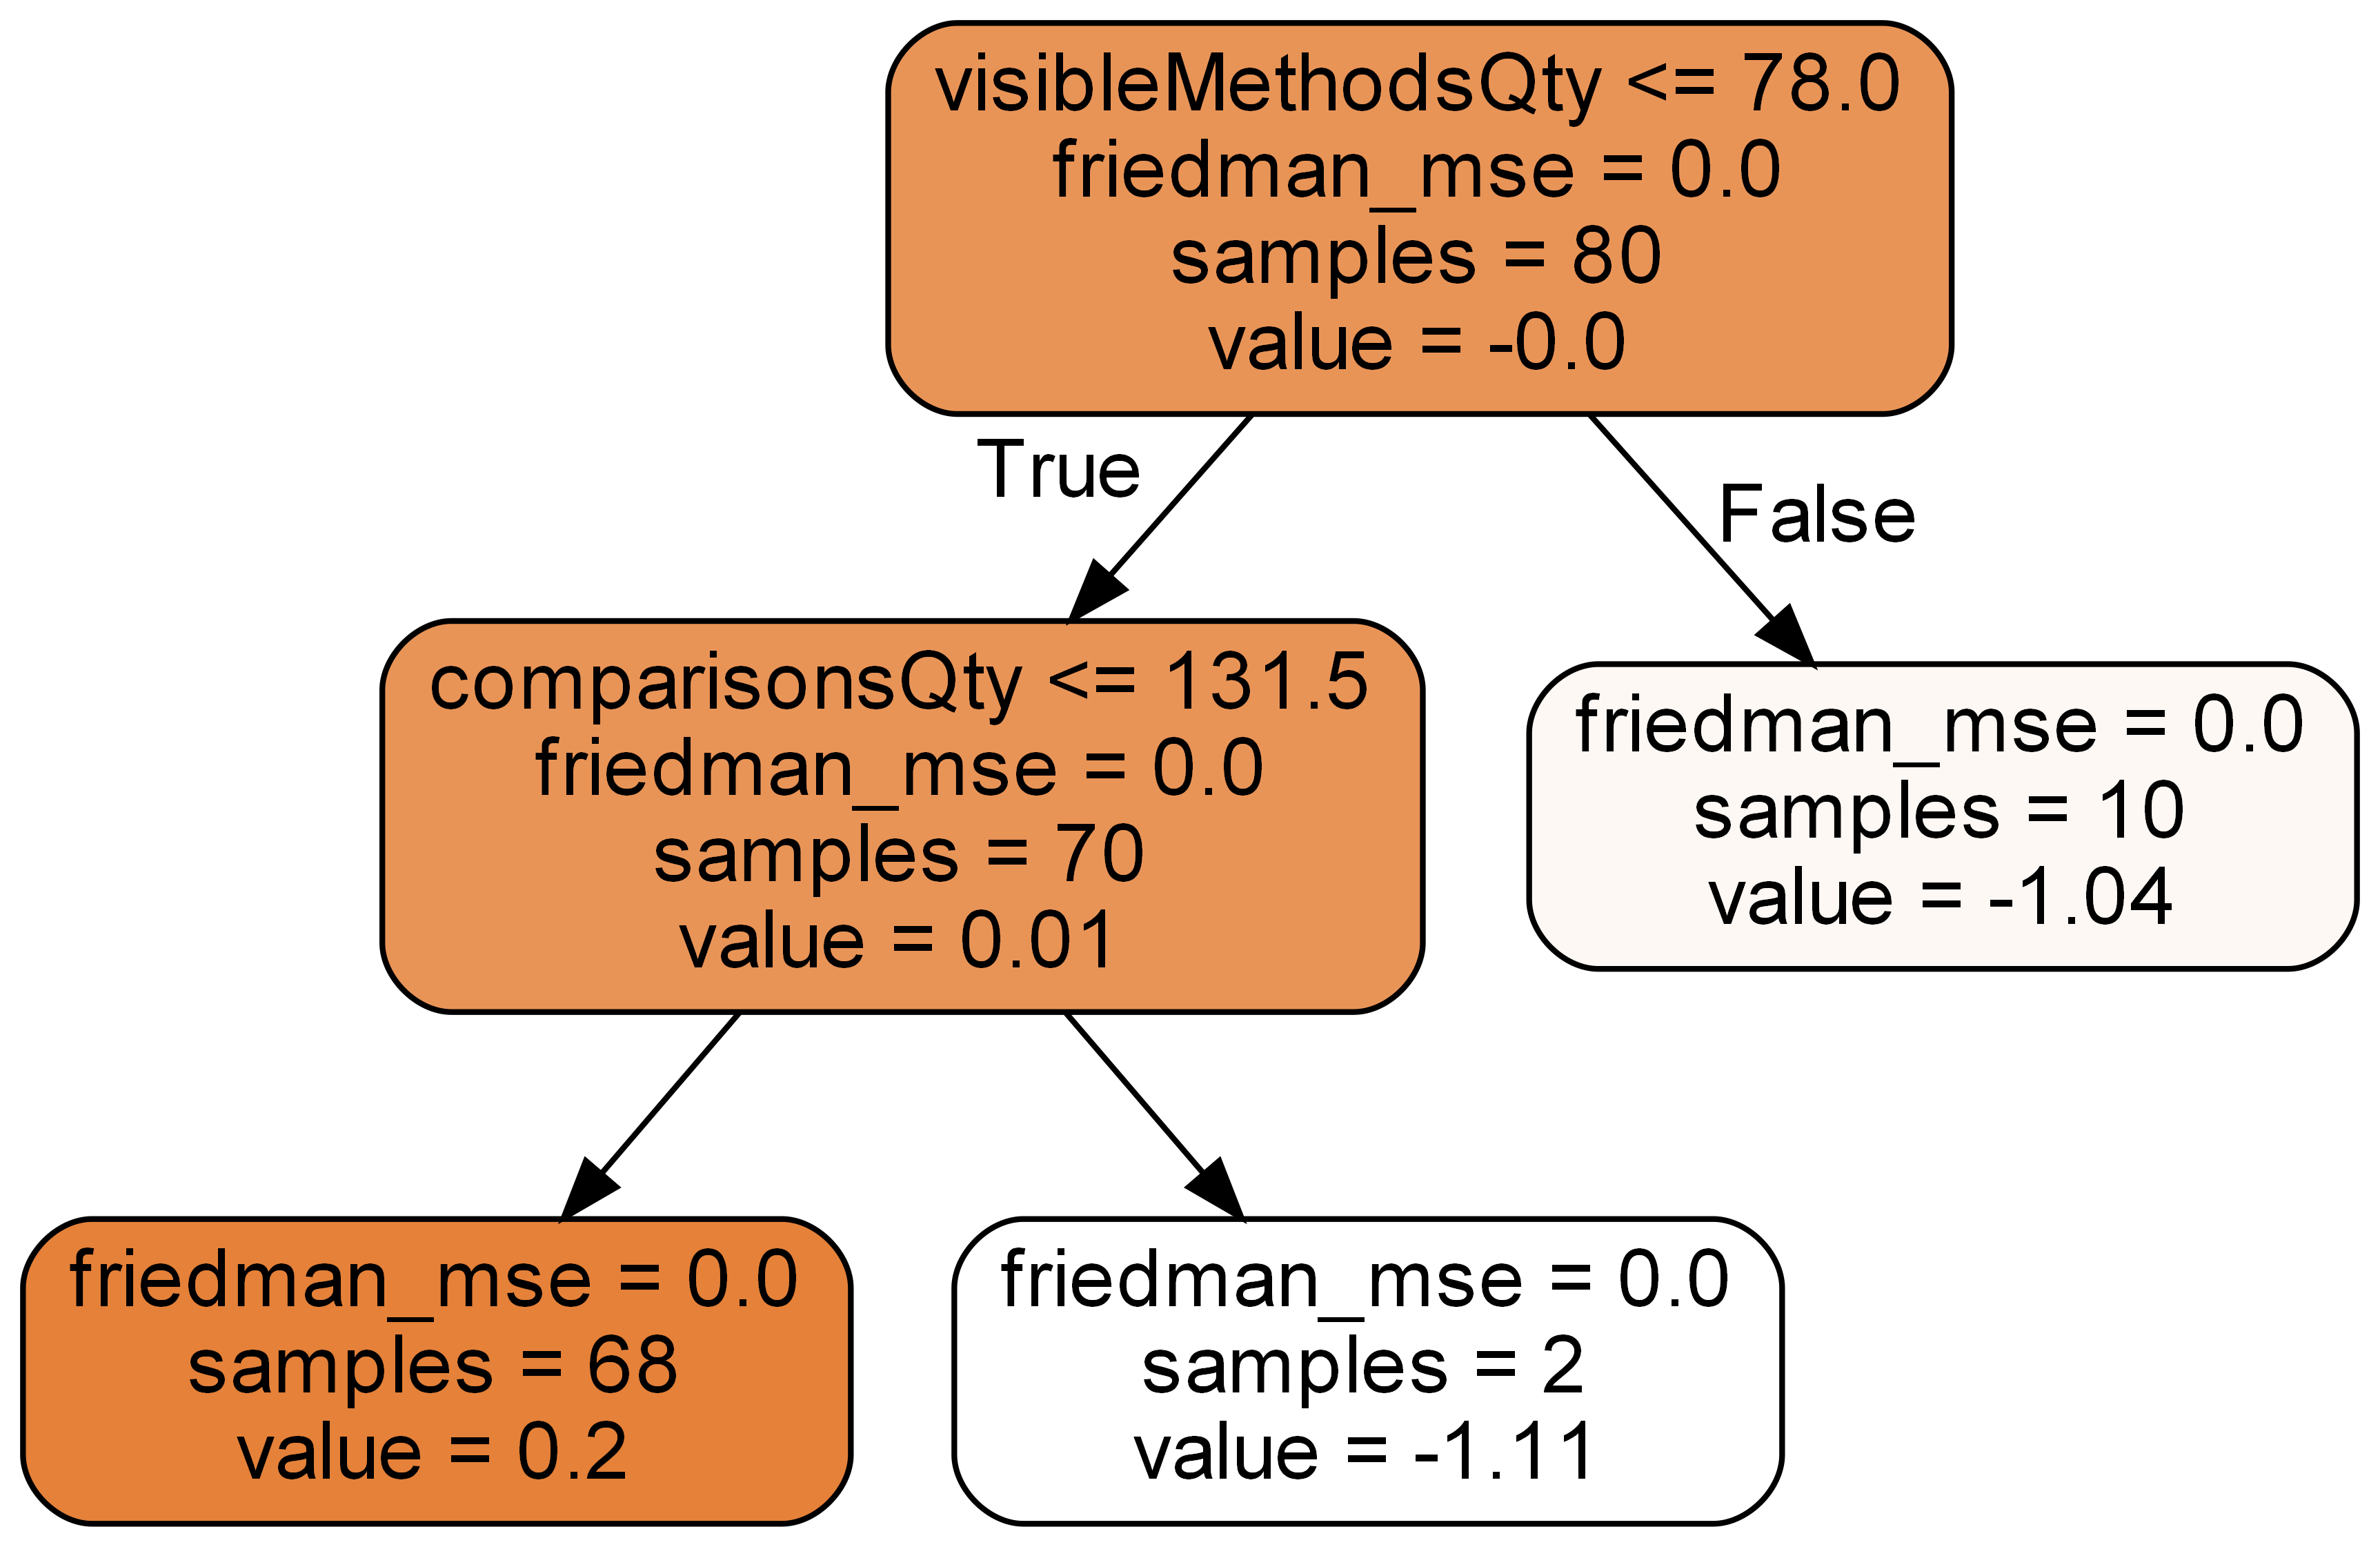 visibleMethodsQty <= 78.0
friedman_mse = 0.0
samples = 80
value = -0.0
True
False
comparisonsQty <= 131.5
friedman_mse = 0.0
samples = 70
value = 0.01
friedman_mse = 0.0
samples = 10
value = -1.04
friedman_mse = 0.0
samples = 68
value = 0.2
friedman_mse = 0.0
samples = 2
value = -1.11